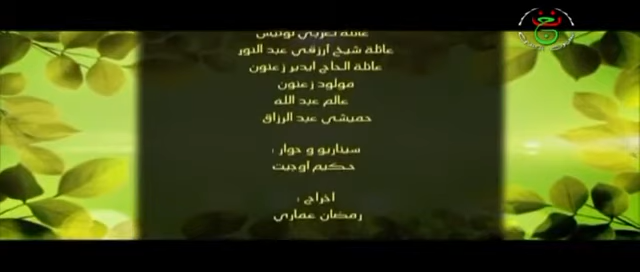 عائلة شيخ ارزقي عبد النور
عائلة الحاج ايدير زعنون
مولود زعنون
عالم عبد الله
حميشي عبد الرزاق
سيناريو و حوار :
حكيم اوجيت
اخراج :
رمضان عماري